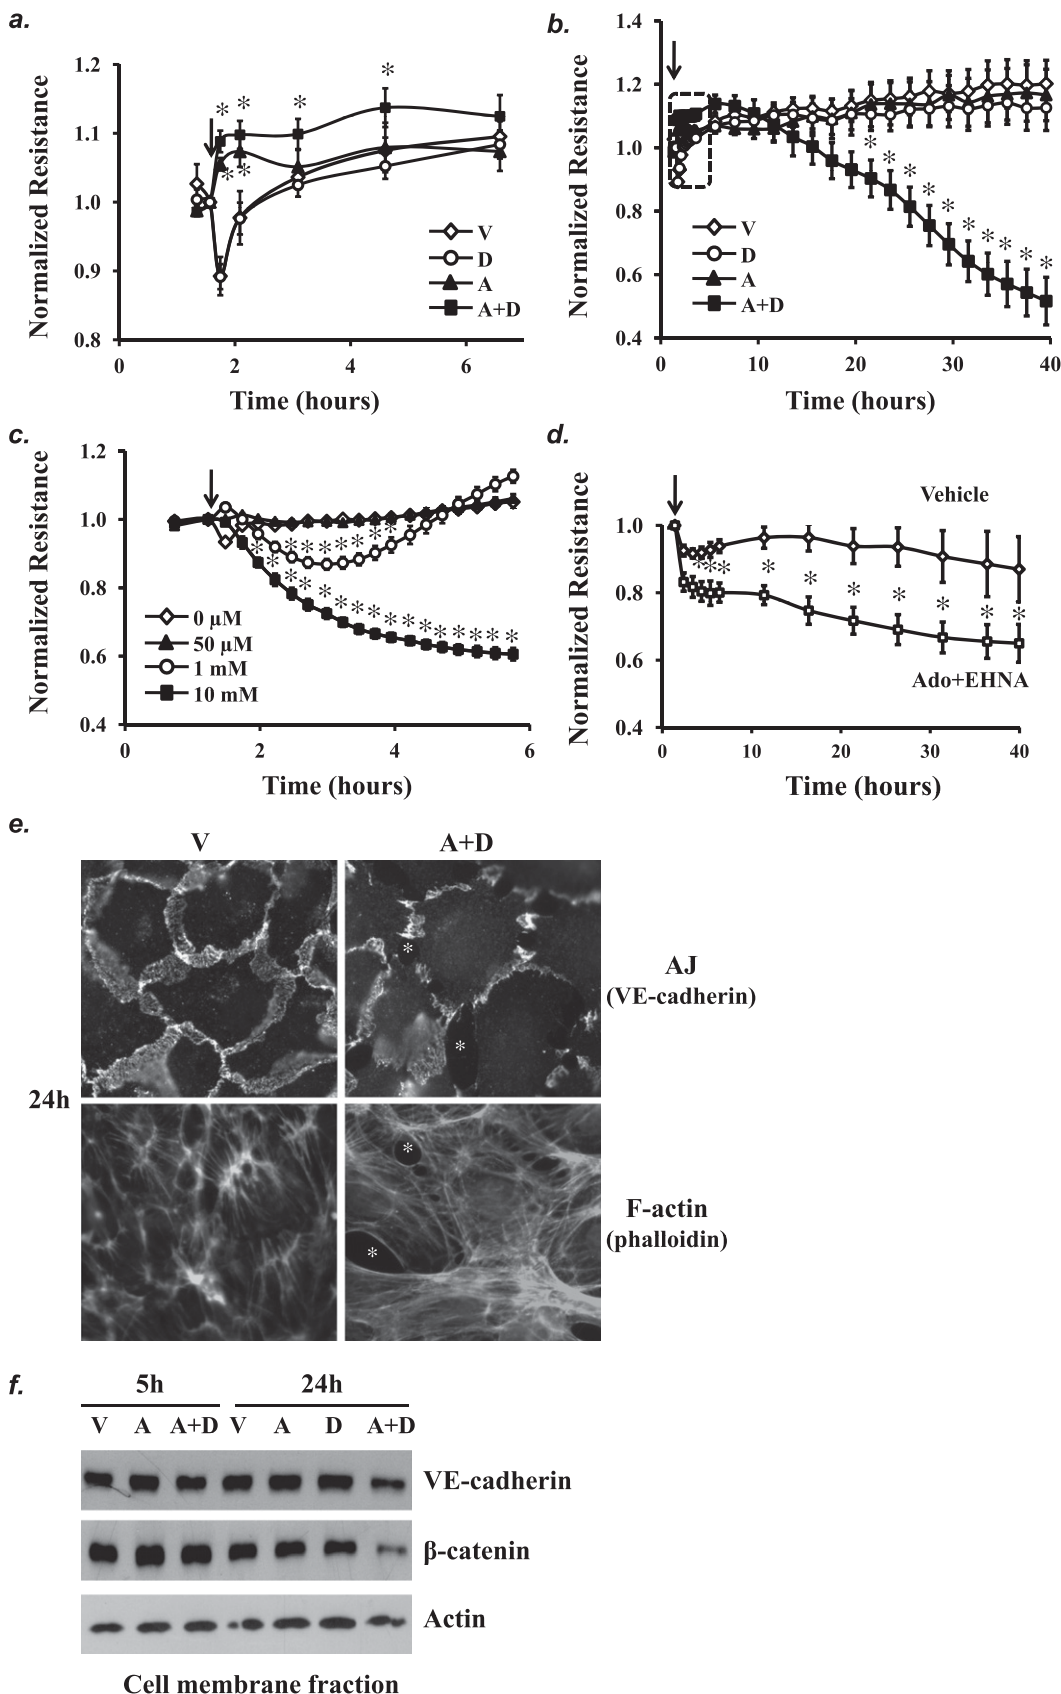 a.
Normalized Resistance
1.2
1.1
1.0
0.9
0.8
0 2 4 6
Time (hours)
* * * *
* *
V
D
A
A+D
b.
Normalized Resistance
1.4
1.2
1.0
0.8
0.6
0.4
0 10 20 30 40
Time (hours)
* * * * * * * * * *
V
D
A
A+D
c.
Normalized Resistance
1.2
1.0
0.8
0.6
0.4
0 2 4 6
Time (hours)
0 µM
50 µM
1 mM
10 mM
d.
Normalized Resistance
1.0
0.8
0.6
0.4
0 10 20 30 40
Time (hours)
Vehicle
Ado+EHNA
e.
V A+D
24h
AJ
(VE-cadherin)
* *
F-actin
(phalloidin)
* *
f.
5h 24h
V A A+D V A D A+D
VE-cadherin
β-catenin
Actin
Cell membrane fraction